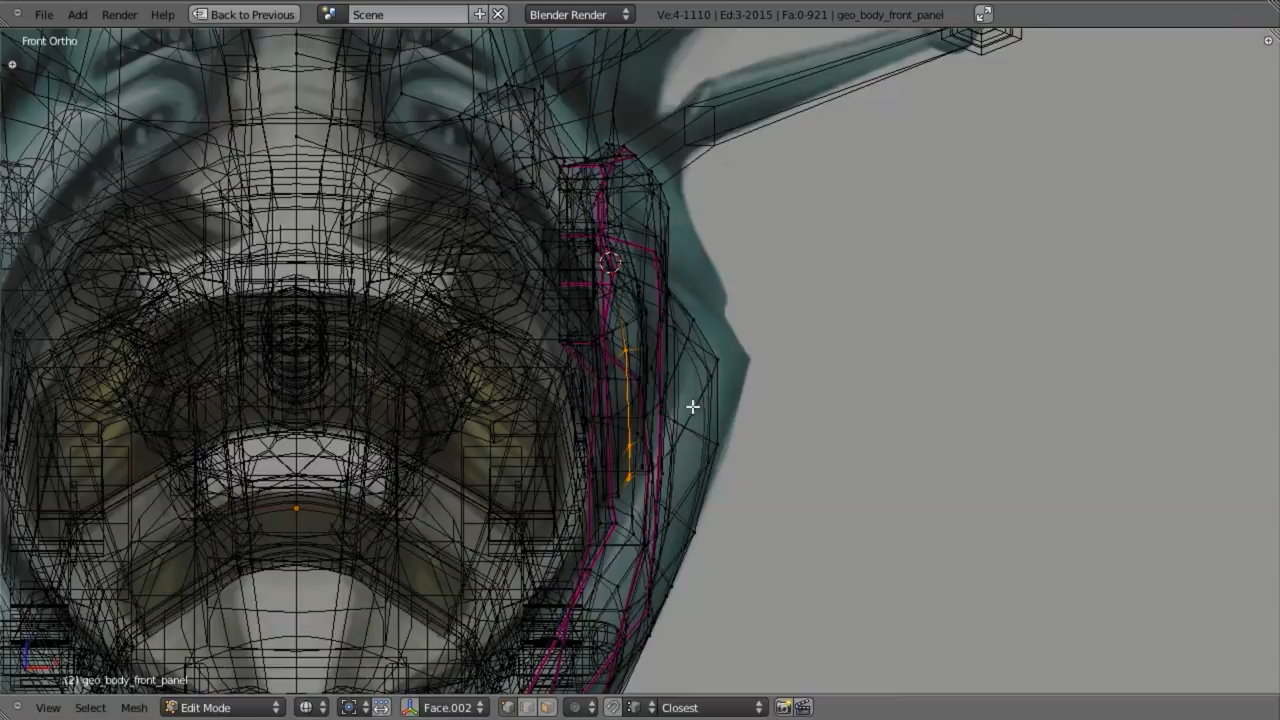 File Add Render Help Back to Previous Scene Blender Render Ve:4-1110 | Ed:3-2015 | Fa:0-921 | geo_body_front_panel
Front Ortho
(2) geo_body_front_panel
View Select Mesh Edit Mode Face.002 Closest